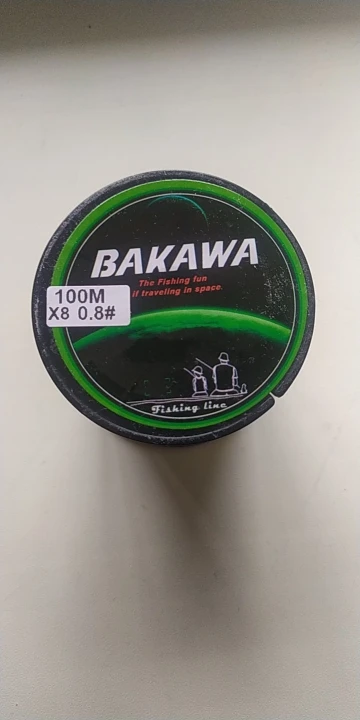 BAKAWA
The Fishing fun
if traveling in space.
100M
X8 0.8#
Fishing line